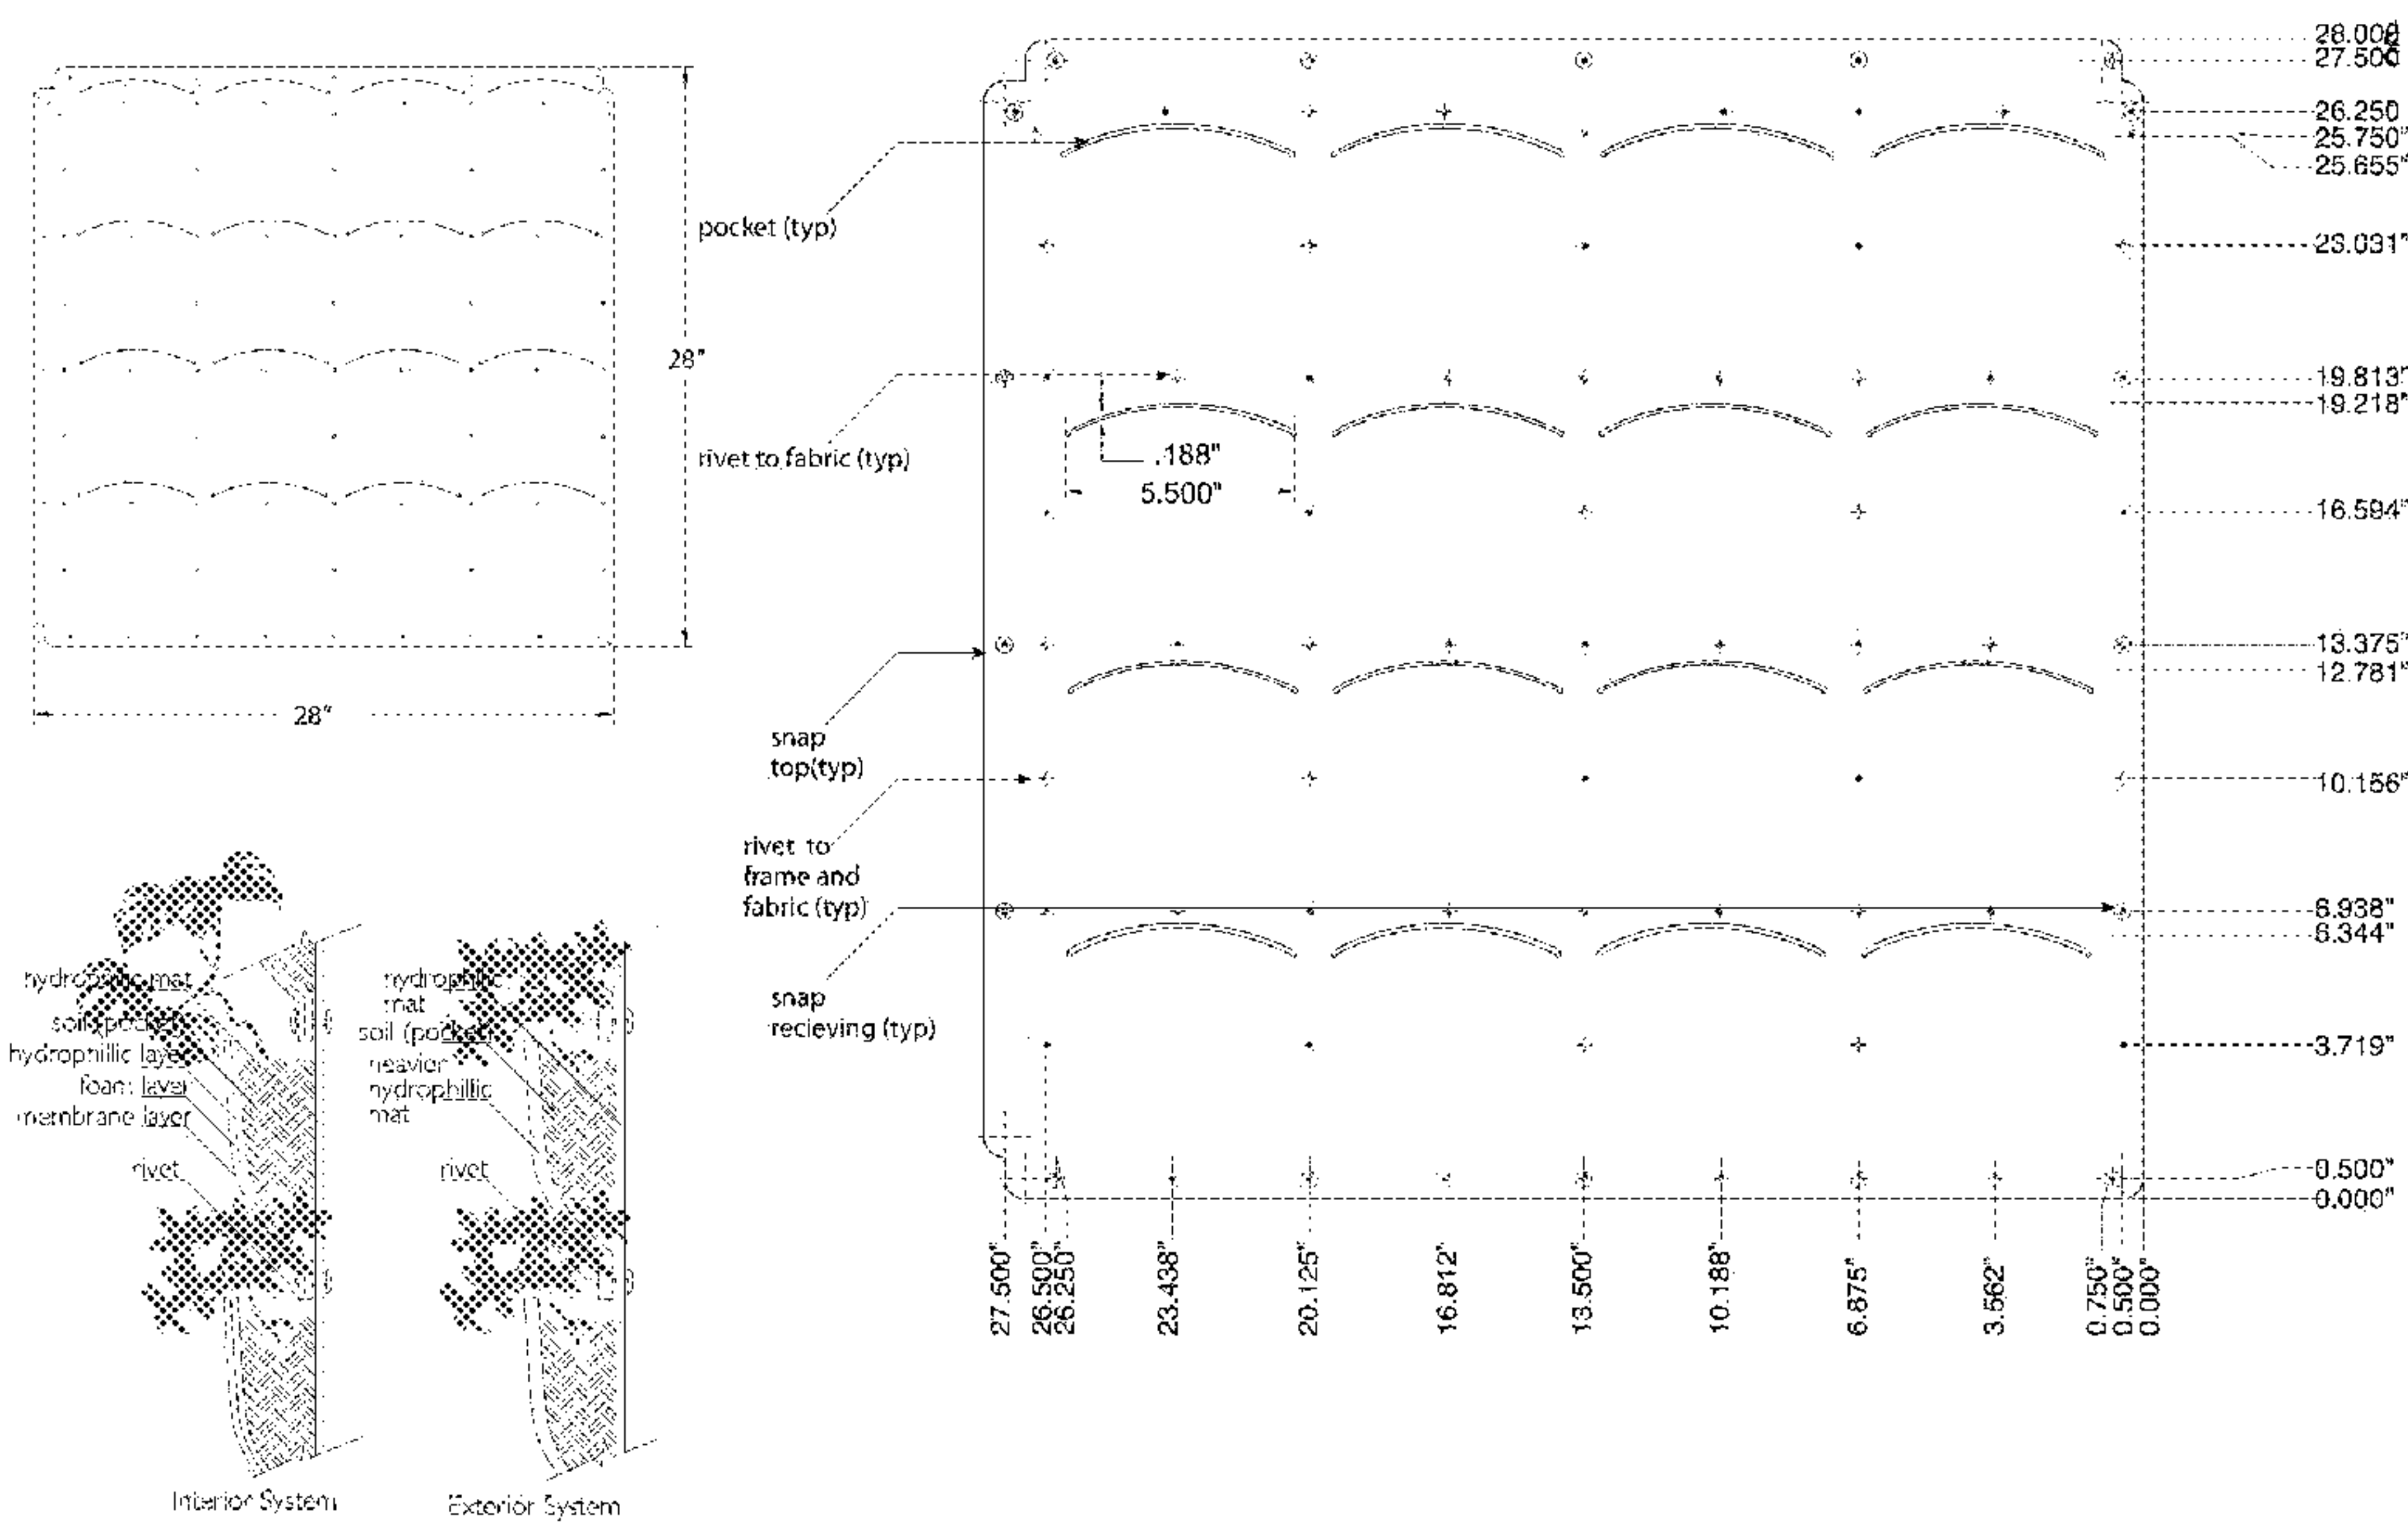 28"
28"
pocket (typ)
rivet to fabric (typ)
snap
top(typ)
rivet to
frame and
fabric (typ)
snap
recieving (typ)
.188"
5.500"
28.000
27.500
26.250
25.750"
25.655"
23.031"
19.813"
19.218"
16.594"
13.375"
12.781"
10.156"
6.938"
6.344"
3.719"
0.500"
0.000"
27.500"
26.500"
26.250"
23.438"
20.125"
16.812"
13.500"
10.188"
6.875"
3.562"
0.750"
0.500"
0.000"
hydrophilic mat
soil (pocket)
hydrophillic layer
foam layer
membrane layer
rivet
Interior System
hydrophilic
mat
soil (pocket)
heavier
hydrophillic
mat
rivet
Exterior System